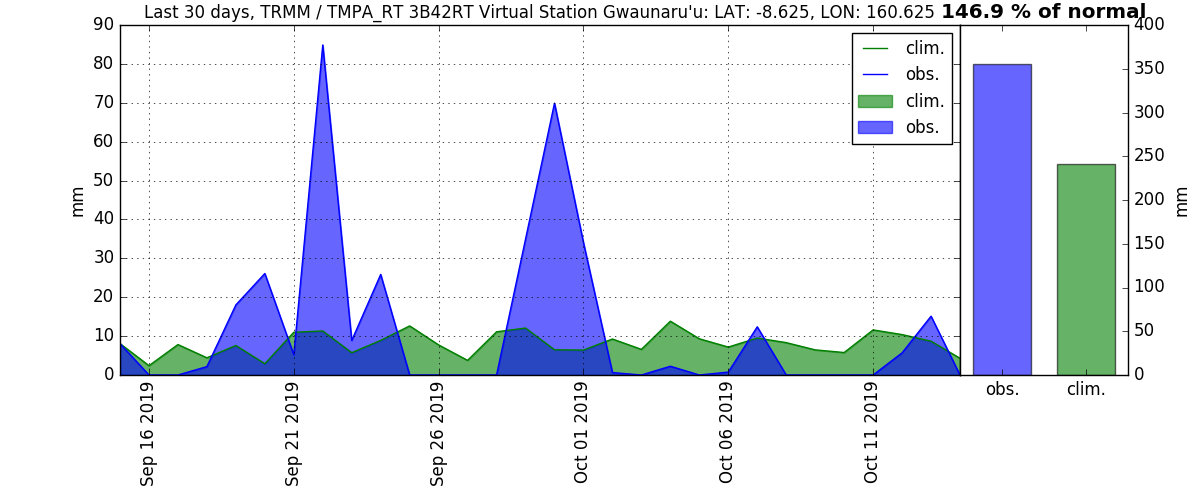 Last 30 days, TRMM / TMPA_RT 3B42RT Virtual Station Gwaunaru'u: LAT: -8.625, LON: 160.625 146.9 % of normal
90
80
70
60
50
40
30
20
10
0
mm
clim.
obs.
clim.
obs.
Sep 16 2019
Sep 21 2019
Sep 26 2019
Oct 01 2019
Oct 06 2019
Oct 11 2019
400
350
300
250
200
150
100
50
0
mm
obs. clim.